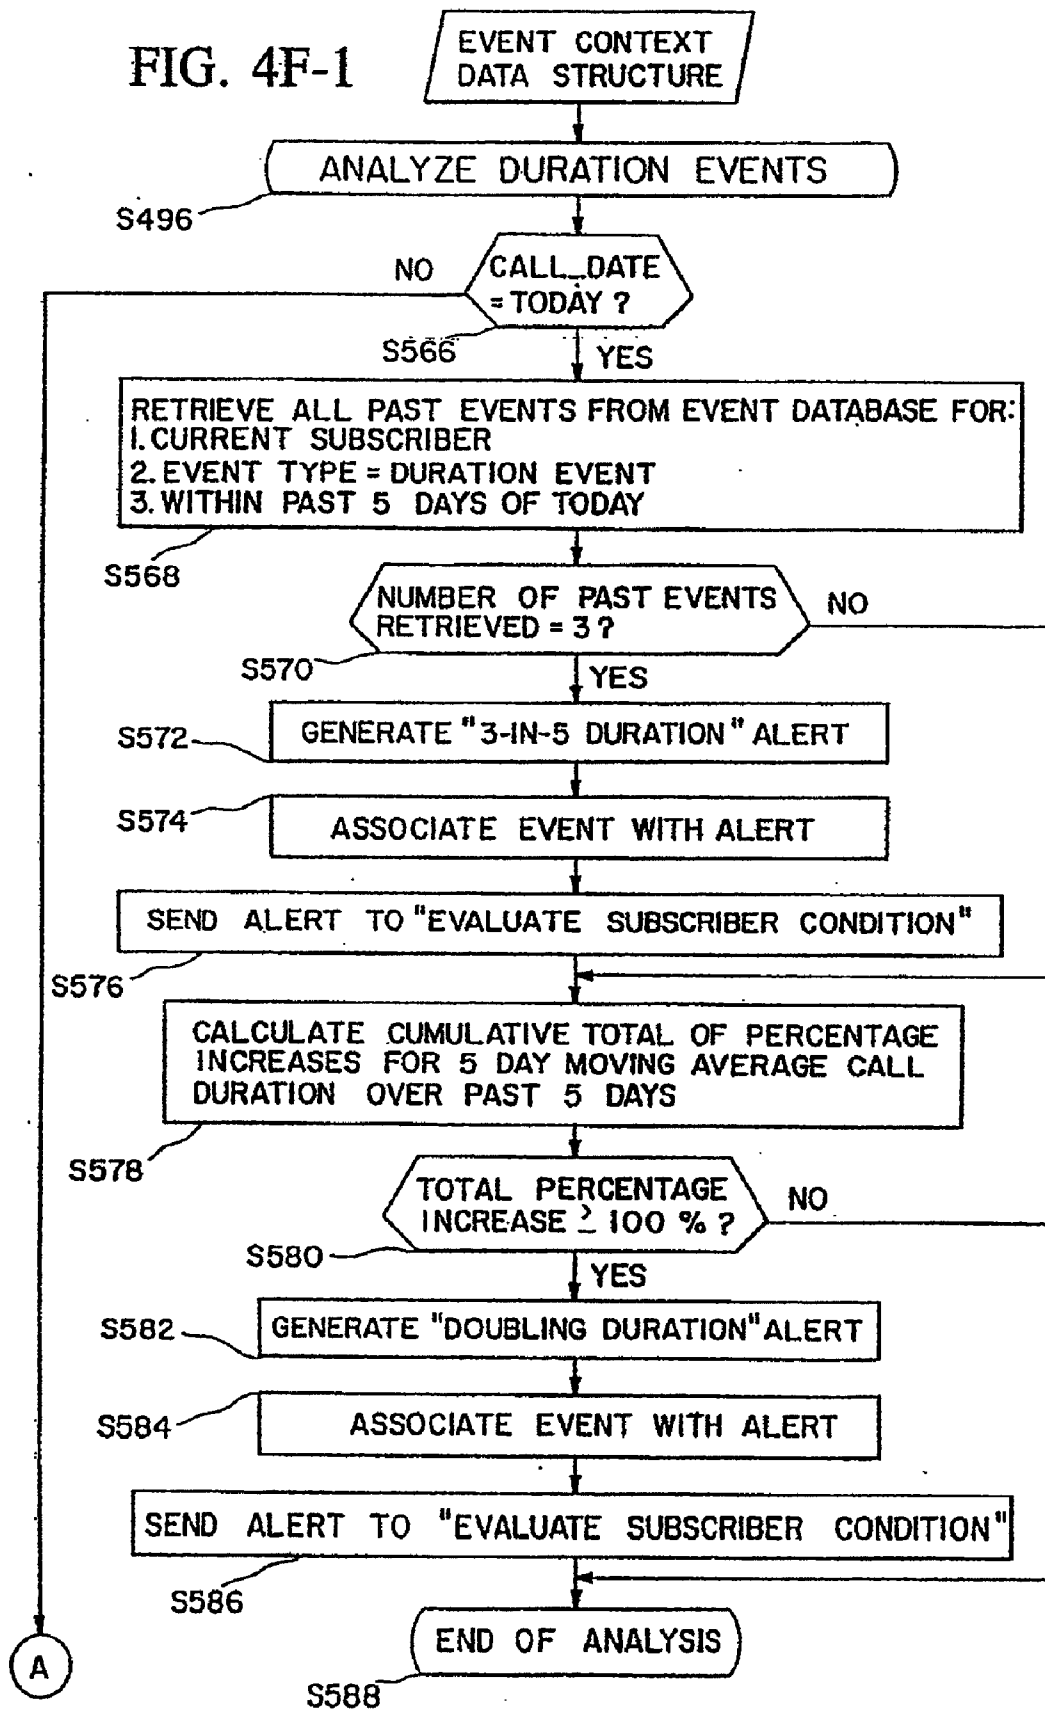 FIG. 4F-1
EVENT CONTEXT
DATA STRUCTURE
ANALYZE DURATION EVENTS
S496
NO
CALL_DATE
= TODAY ?
S566
YES
RETRIEVE ALL PAST EVENTS FROM EVENT DATABASE FOR:
1. CURRENT SUBSCRIBER
2. EVENT TYPE = DURATION EVENT
3. WITHIN PAST 5 DAYS OF TODAY
S568
NUMBER OF PAST EVENTS
RETRIEVED = 3 ?
NO
S570
YES
S572
GENERATE "3-IN-5 DURATION" ALERT
S574
ASSOCIATE EVENT WITH ALERT
SEND ALERT TO "EVALUATE SUBSCRIBER CONDITION"
S576
CALCULATE CUMULATIVE TOTAL OF PERCENTAGE
INCREASES FOR 5 DAY MOVING AVERAGE CALL
DURATION OVER PAST 5 DAYS
S578
TOTAL PERCENTAGE
INCREASE ≥ 100 % ?
NO
S580
YES
S582
GENERATE "DOUBLING DURATION" ALERT
S584
ASSOCIATE EVENT WITH ALERT
SEND ALERT TO "EVALUATE SUBSCRIBER CONDITION"
S586
END OF ANALYSIS
A
S588